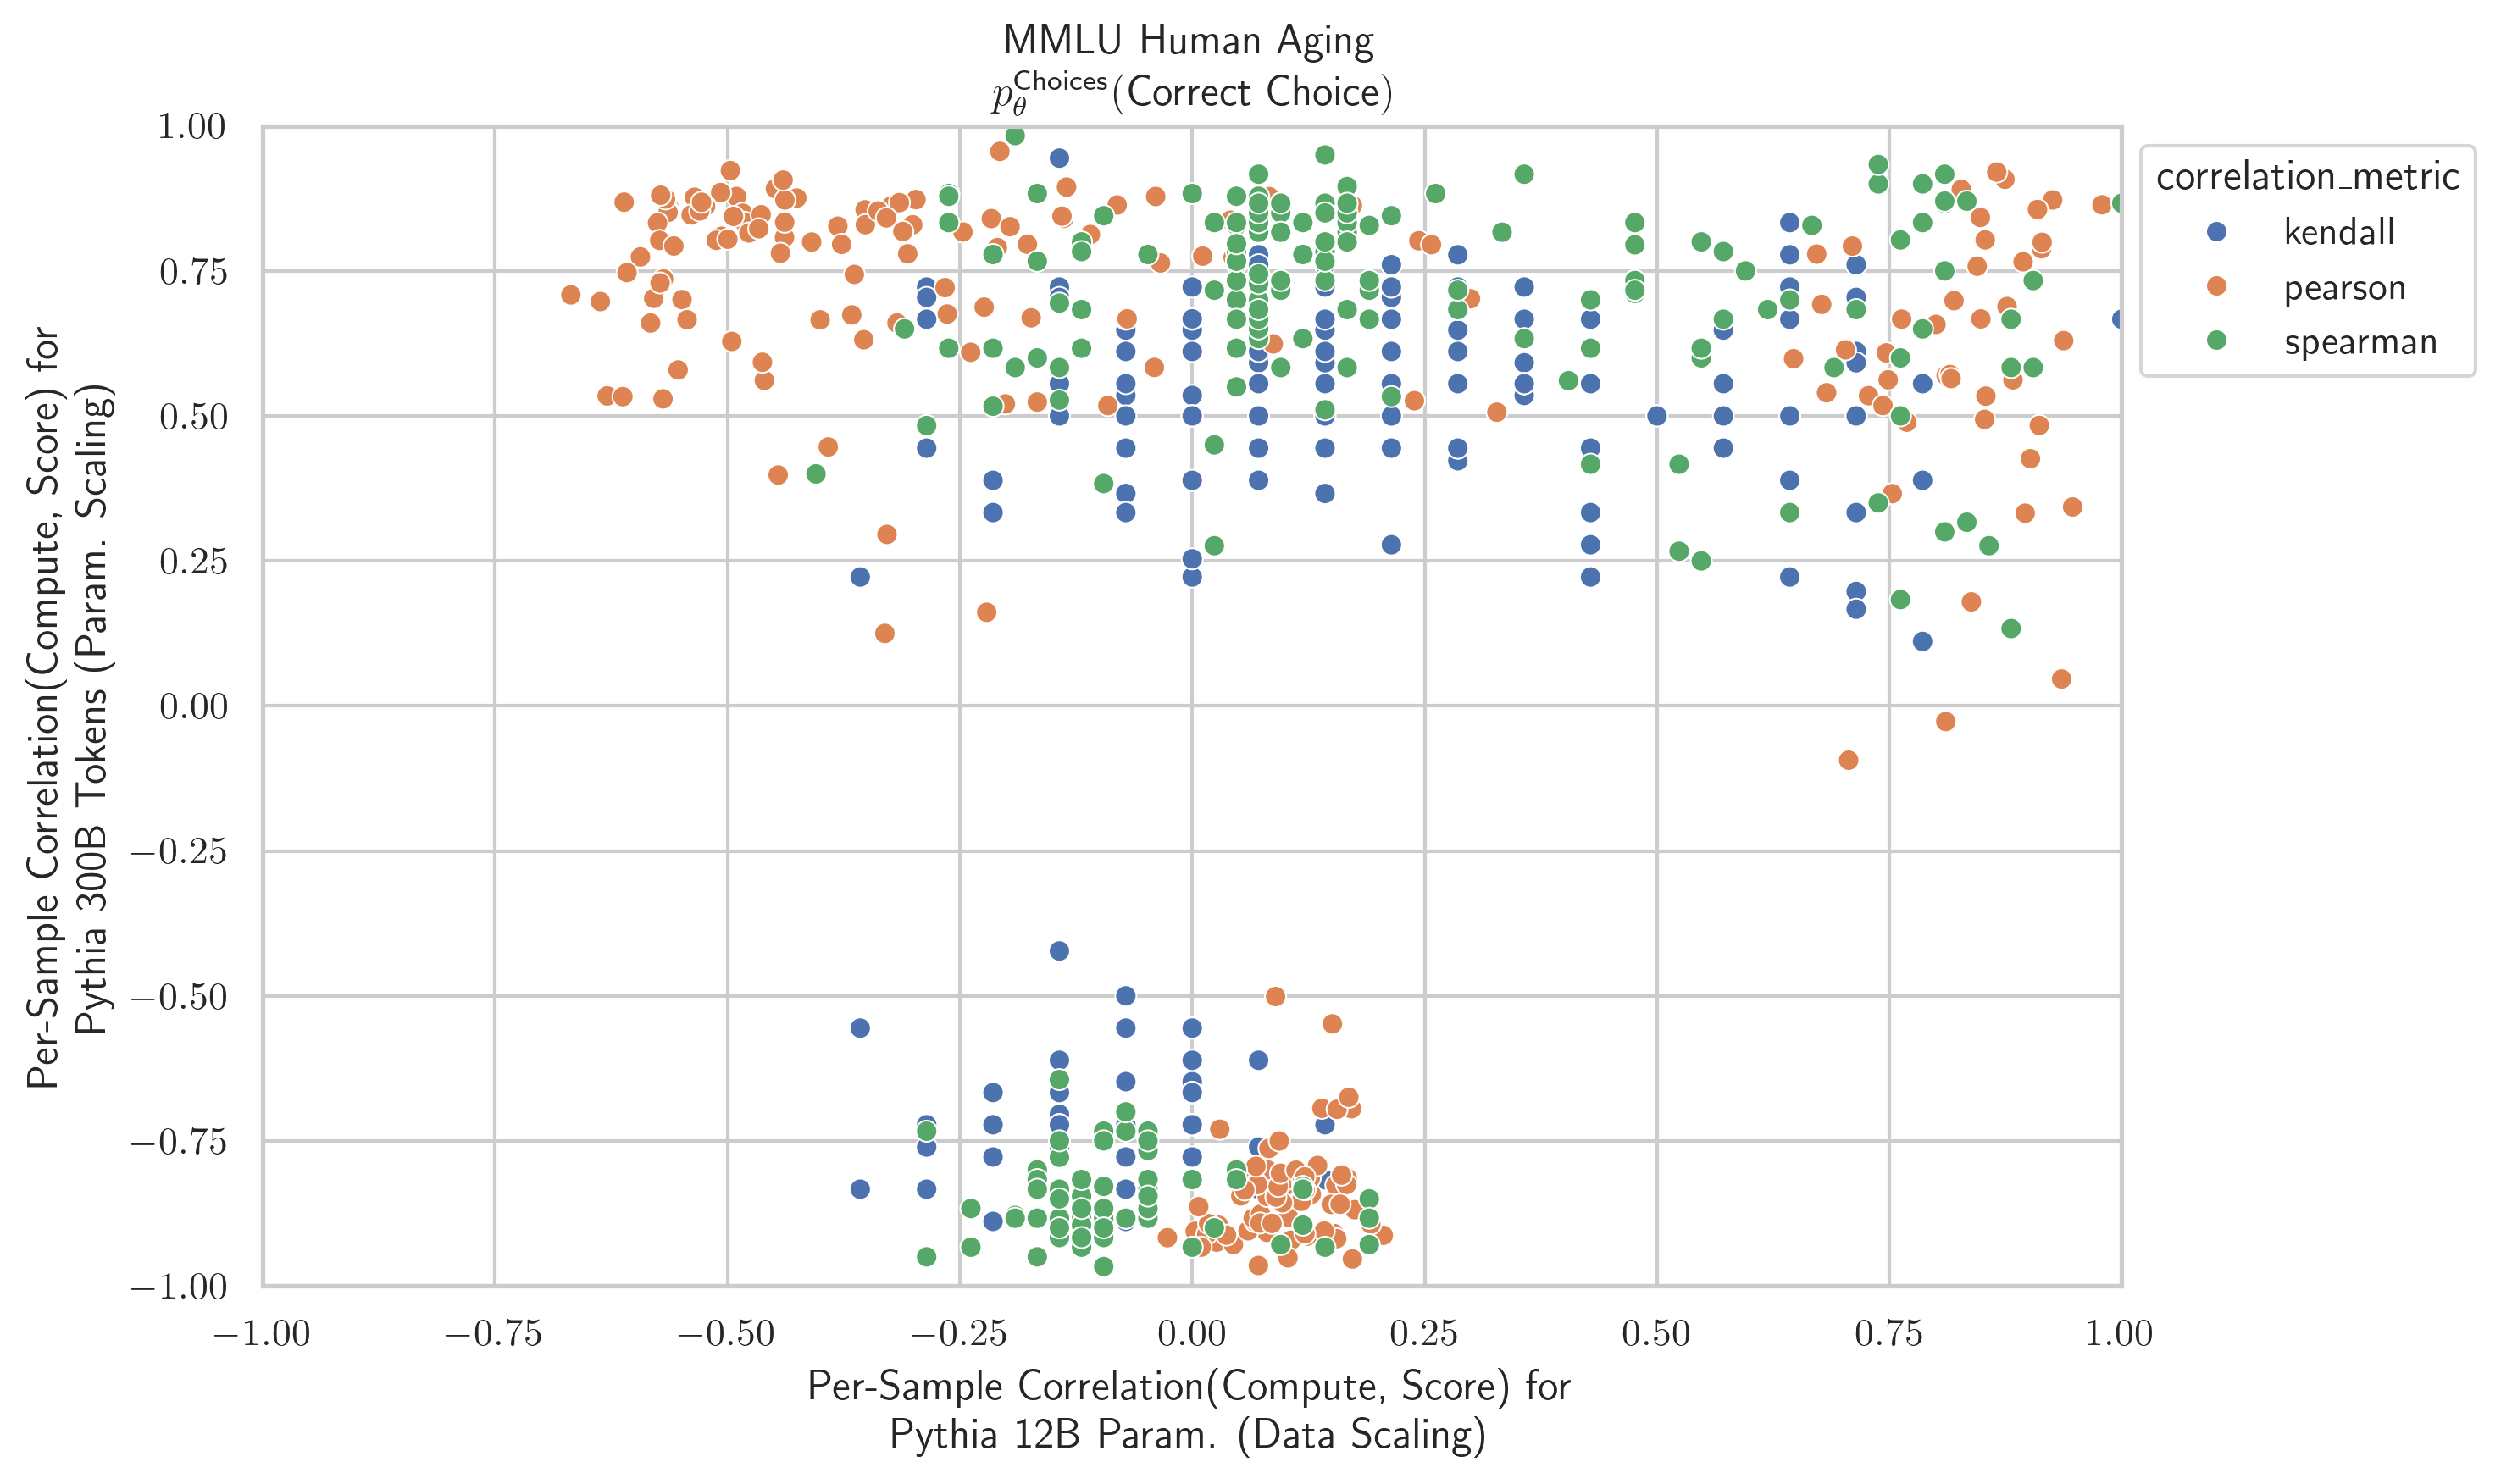 MMLU Human Aging
p_θ^Choices(Correct Choice)
1.00
0.75
0.50
0.25
0.00
−0.25
−0.50
−0.75
−1.00
Per-Sample Correlation(Compute, Score) for
Pythia 300B Tokens (Param. Scaling)
−1.00
−0.75
−0.50
−0.25
0.00
0.25
0.50
0.75
1.00
Per-Sample Correlation(Compute, Score) for
Pythia 12B Param. (Data Scaling)
correlation_metric
kendall
pearson
spearman